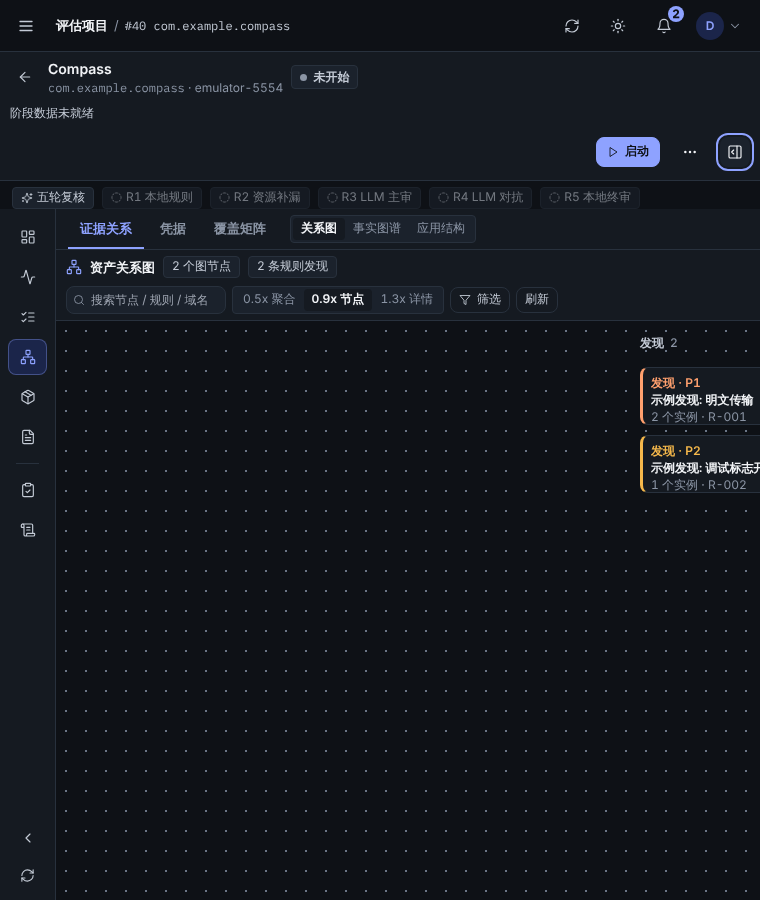 评估项目 / #40 com.example.compass
2
D
Compass
com.example.compass · emulator-5554
未开始
阶段数据未就绪
启动
五轮复核 R1 本地规则 R2 资源补漏 R3 LLM 主审 R4 LLM 对抗 R5 本地终审
证据关系 凭据 覆盖矩阵 关系图 事实图谱 应用结构
资产关系图 2 个图节点 2 条规则发现
搜索节点 / 规则 / 域名 0.5x 聚合 0.9x 节点 1.3x 详情 筛选 刷新
发现 2
发现 · P1
示例发现: 明文传输
2 个实例 · R-001
发现 · P2
示例发现: 调试标志
1 个实例 · R-002